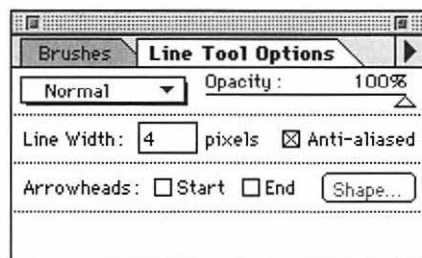 Brushes Line Tool Options
Normal Opacity: 100%
Line Width: 4 pixels Anti-aliased
Arrowheads: Start End Shape...